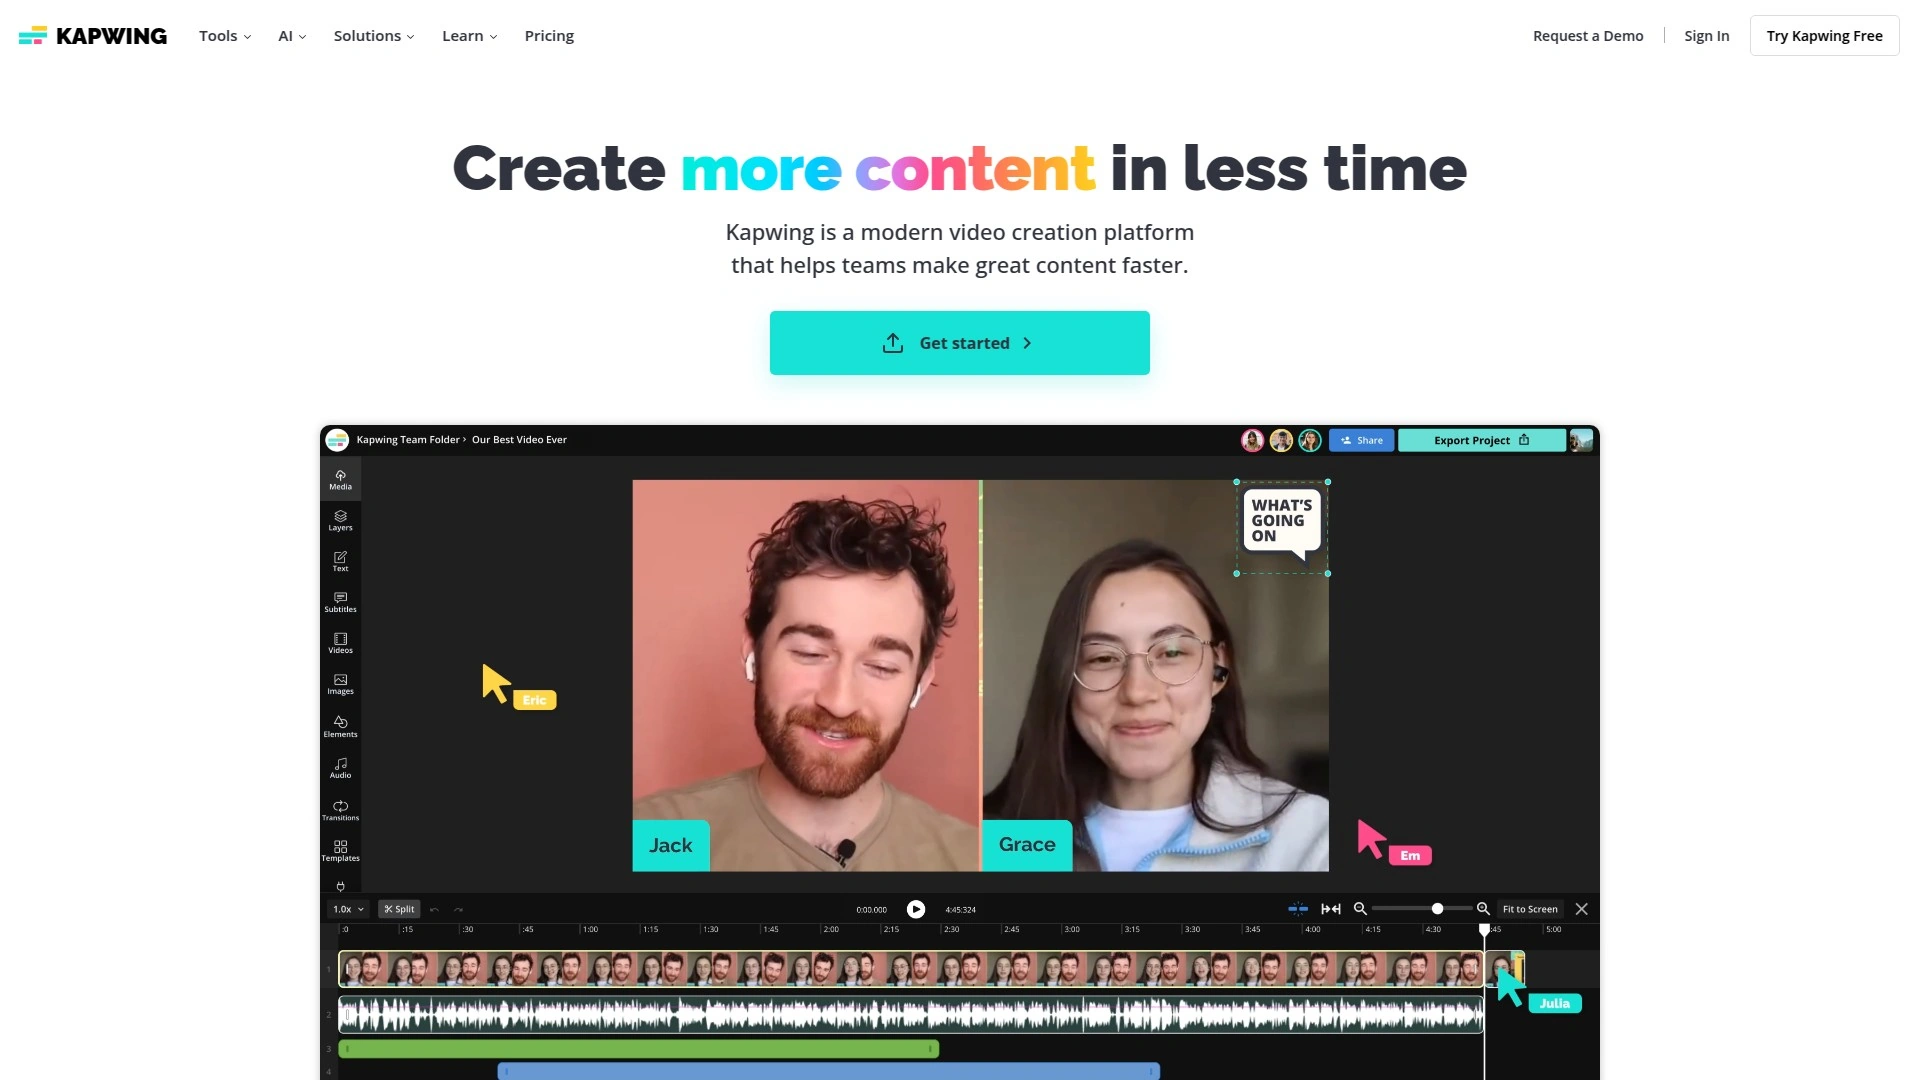 KAPWING Tools AI Solutions Learn Pricing Request a Demo Sign In Try Kapwing Free
Create more content in less time
Kapwing is a modern video creation platform
that helps teams make great content faster.
Get started
Kapwing Team Folder › Our Best Video Ever Share Export Project
Media
Layers
Text
Subtitles
Videos
Images
Elements
Audio
Transitions
Templates
WHAT'S
GOING
ON
Eric
Jack
Grace
Em
1.0x Split 0:00.000 4:45:324 Fit to Screen
:0 :15 :30 :45 1:00 1:15 1:30 1:45 2:00 2:15 2:30 2:45 3:00 3:15 3:30 3:45 4:00 4:15 4:30 :45 5:00
1
Julia
2
3
4